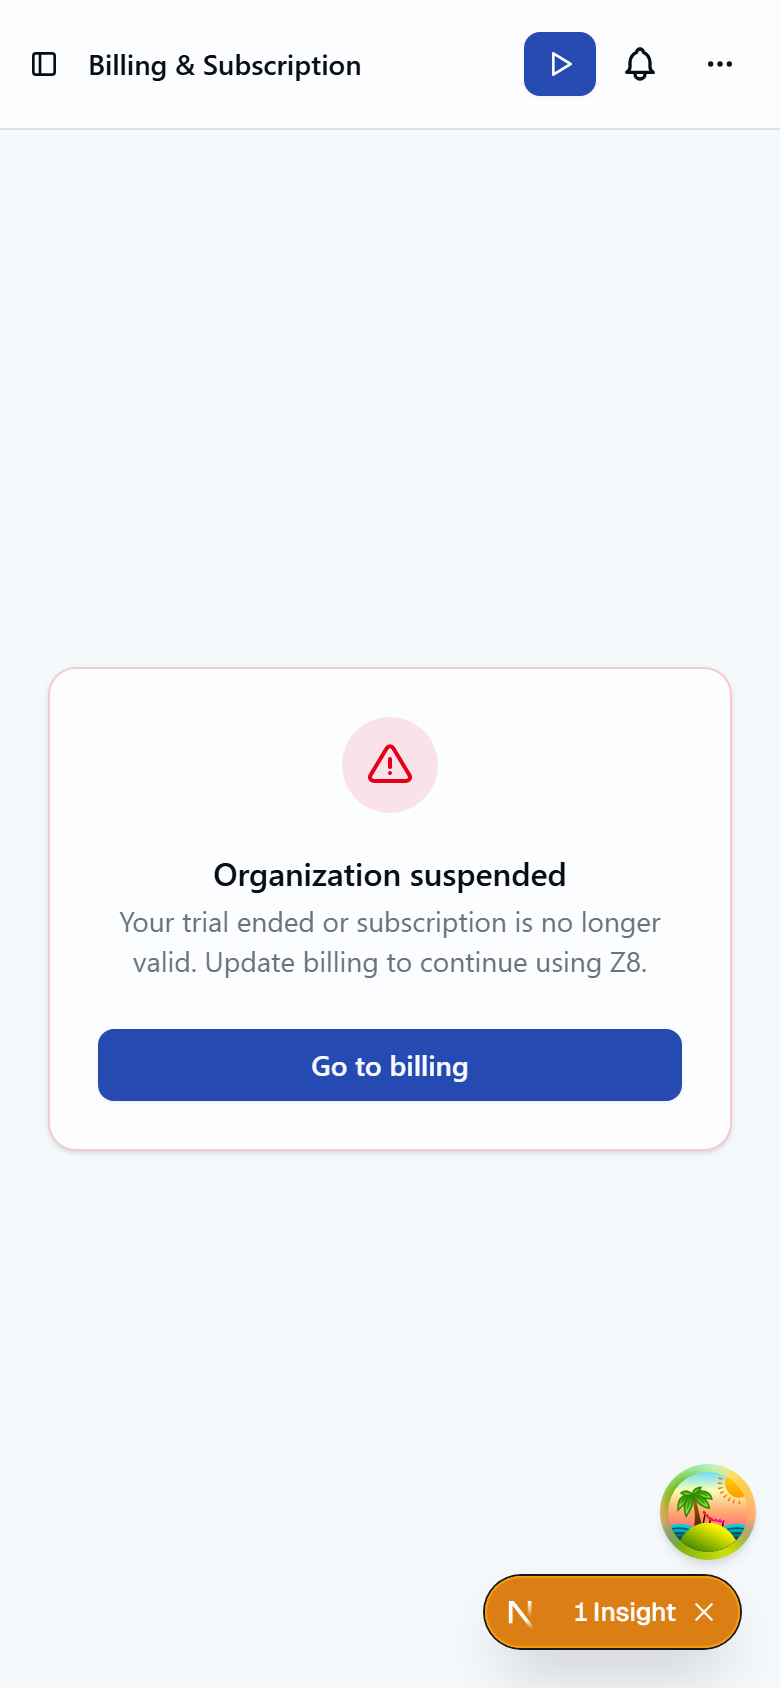 Billing & Subscription
Organization suspended
Your trial ended or subscription is no longer
valid. Update billing to continue using Z8.
Go to billing
N 1 Insight